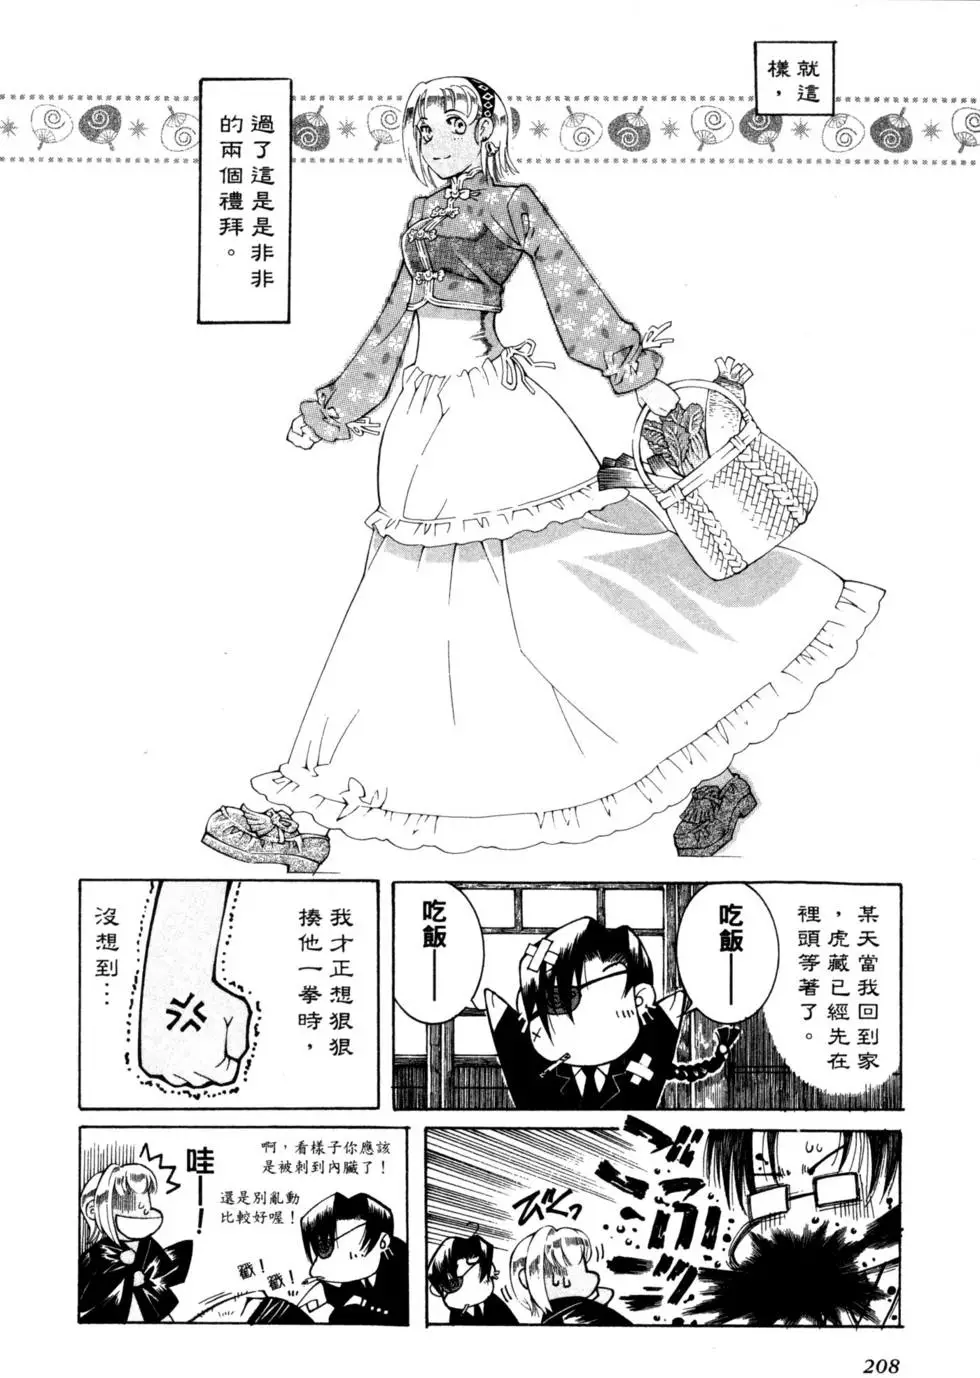 就這
樣，
過了這是是非非
的兩個禮拜。
某天當我回到家
，虎藏已經先在
裡頭等著了。
吃飯——
吃飯——
我才正想狠狠
揍他一拳時，
沒想到…
ビクッ
啊，看樣子你應該
是被刺到內臟了！
還是別亂動
比較好喔！
戳！
戳！
哇——！
208